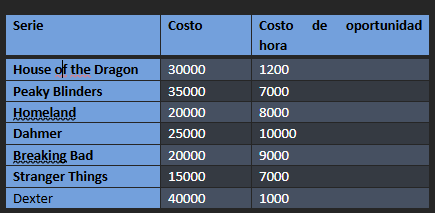 Serie Costo Costo de oportunidad
hora
House of the Dragon 30000 1200
Peaky Blinders 35000 7000
Homeland 20000 8000
Dahmer 25000 10000
Breaking Bad 20000 9000
Stranger Things 15000 7000
Dexter 40000 1000